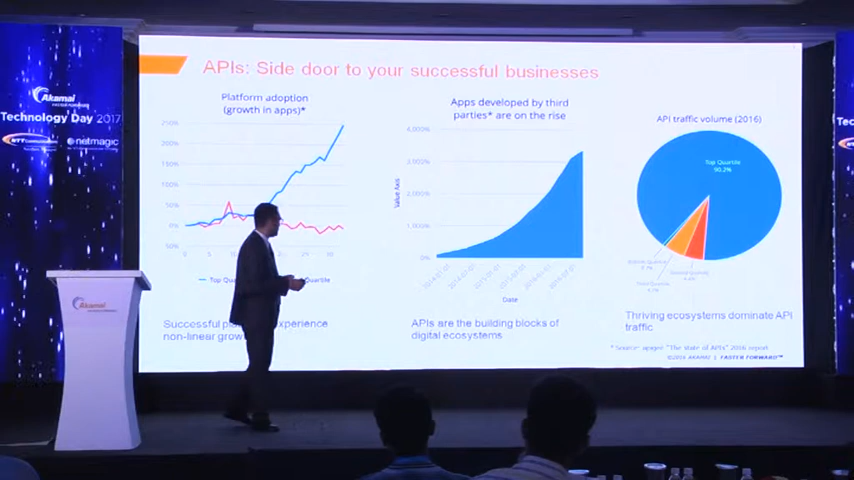 APIs: Side door to your successful businesses
Akamai
Technology Day 2017
netmagic
Platform adoption
(growth in apps)*
250%
200%
150%
100%
50%
0%
50%
0
5
Top
Quartile
Successful
experience
non-linear
Apps developed by third
parties* are on the rise
4,000%
3,000%
2,000%
1,000%
0%
Value Axis
Date
APIs are the building blocks of
digital ecosystems
API traffic volume (2016)
Top Quartile
90.2%
Thriving ecosystems dominate API
traffic
* Source: apigee "The State of APIs" 2016 report
©2016 AKAMAI | FASTER FORWARD™
Akamai